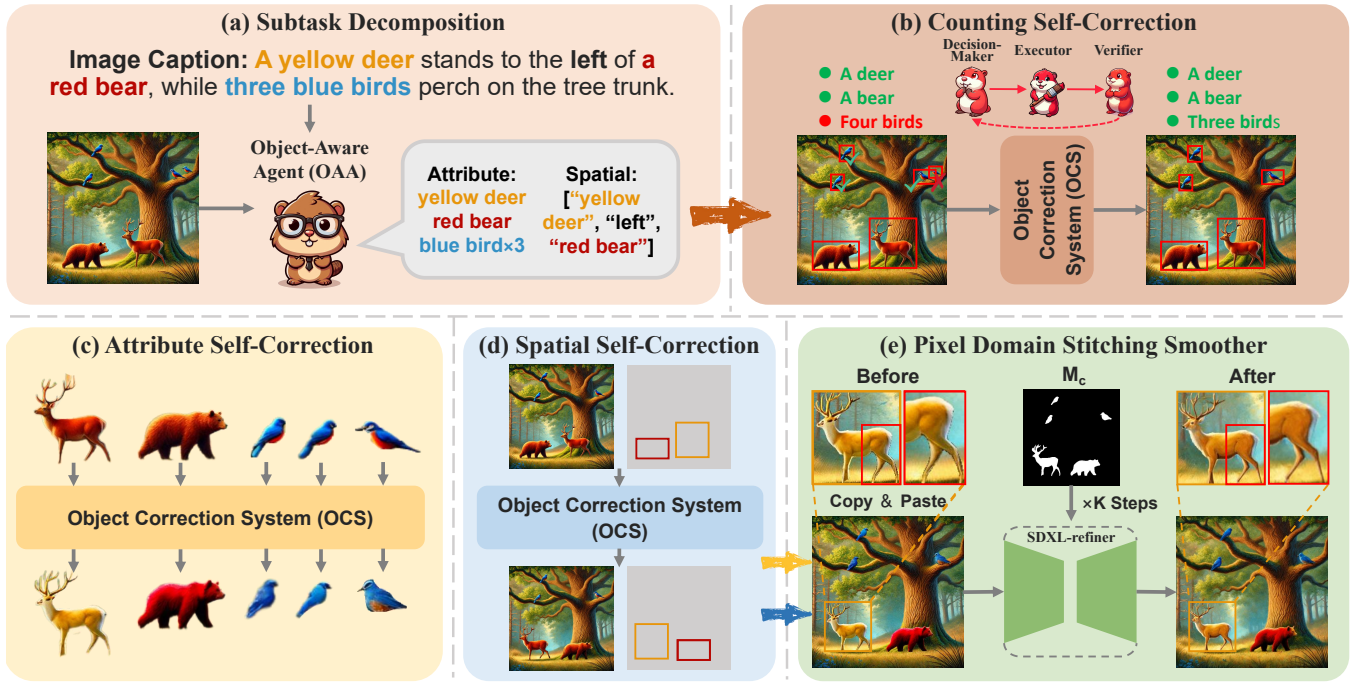 (a) Subtask Decomposition
Image Caption: A yellow deer stands to the left of a
red bear, while three blue birds perch on the tree trunk.
Object-Aware
Agent (OAA)
Attribute:
yellow deer
red bear
blue bird×3
Spatial:
[“yellow
deer”, “left”,
“red bear”]
(b) Counting Self-Correction
Decision-
Maker
Executor
Verifier
A deer
A bear
Four birds
A deer
A bear
Three birds
Object
Correction
System (OCS)
(c) Attribute Self-Correction
Object Correction System (OCS)
(d) Spatial Self-Correction
Object Correction System
(OCS)
(e) Pixel Domain Stitching Smoother
Before
Mc
After
Copy & Paste
×K Steps
SDXL-refiner